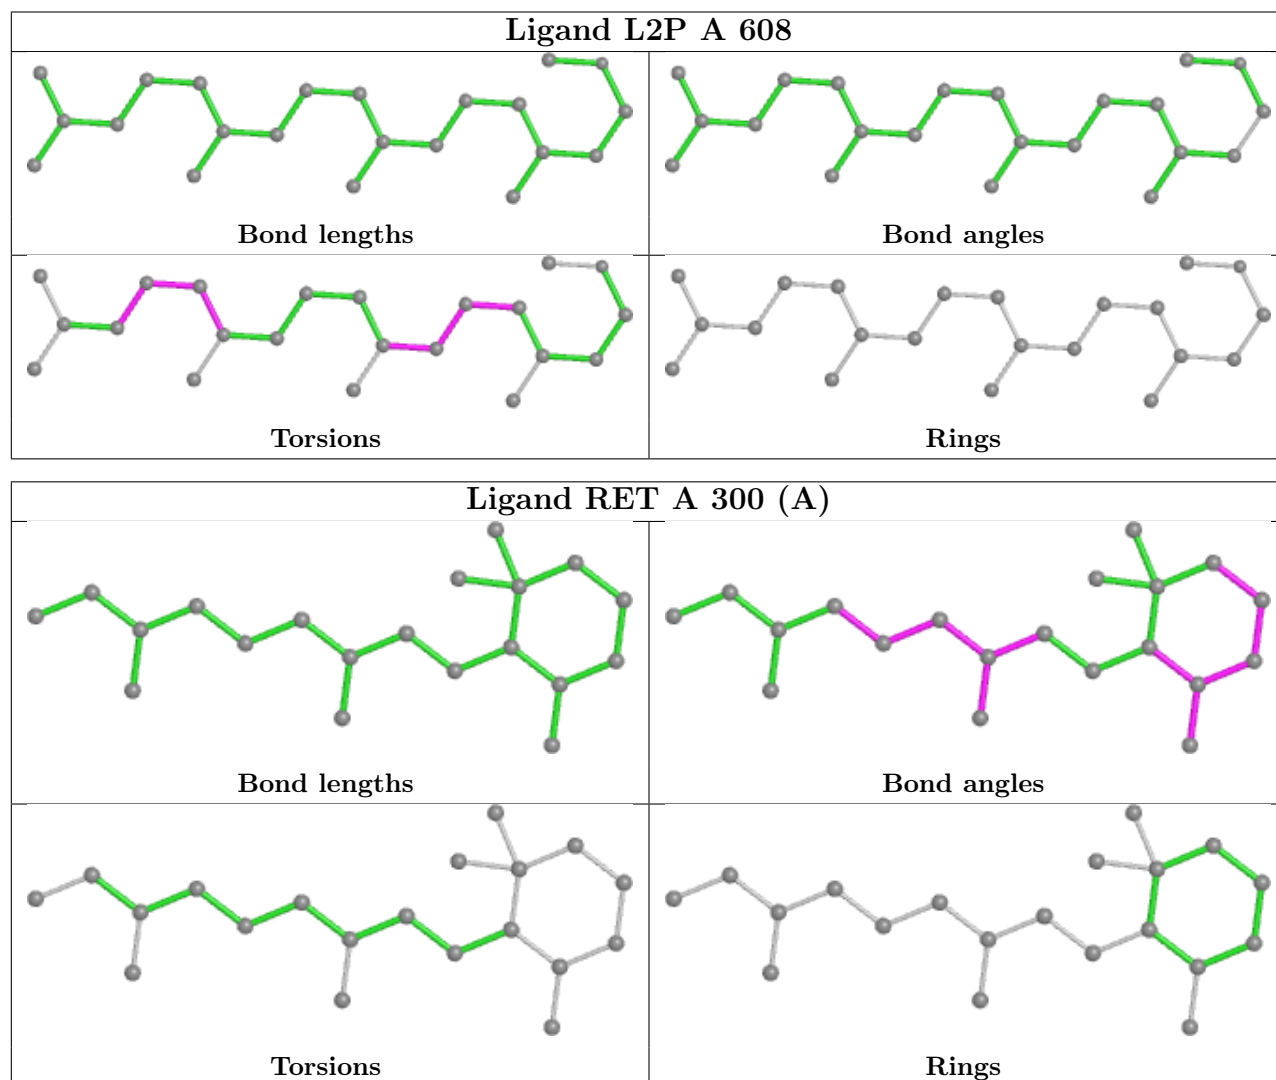 Ligand L2P A 608
Bond lengths
Bond angles
Torsions
Rings
Ligand RET A 300 (A)
Bond lengths
Bond angles
Torsions
Rings